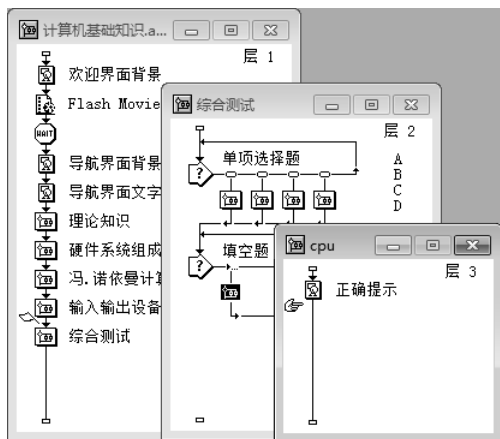 计算机基础知识.a...
层 1
欢迎界面背景
Flash Movie
WAIT
导航界面背景
导航界面文字
理论知识
硬件系统组成
冯.诺依曼计
输入输出设备
综合测试
综合测试
层 2
单项选择题
A
B
C
D
填空题
cpu
层 3
正确提示